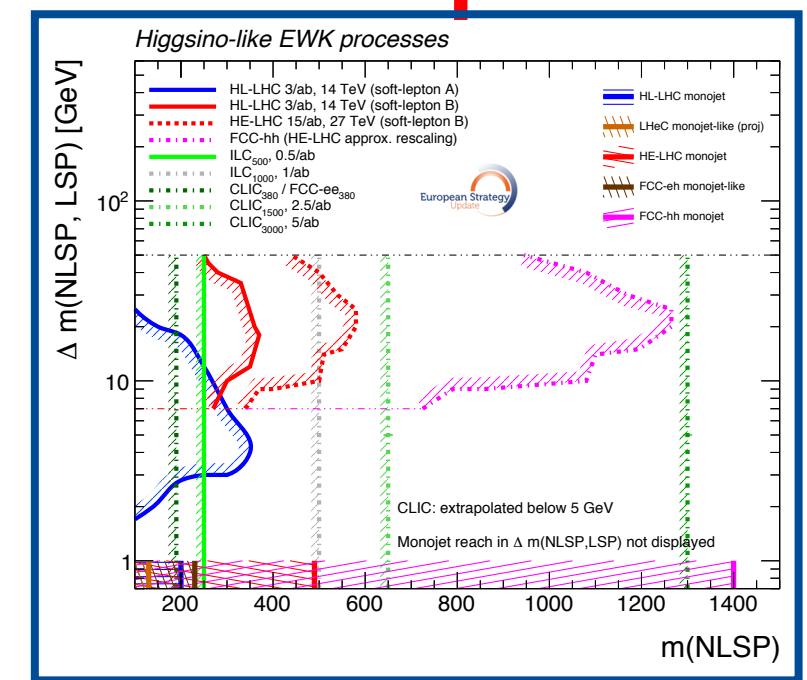 Higgsino-like EWK processes
Δ m(NLSP, LSP) [GeV]
HL-LHC 3/ab, 14 TeV (soft-lepton A)
HL-LHC 3/ab, 14 TeV (soft-lepton B)
HE-LHC 15/ab, 27 TeV (soft-lepton B)
FCC-hh (HE-LHC approx. rescaling)
ILC500, 0.5/ab
ILC1000, 1/ab
CLIC380 / FCC-ee380
CLIC1500, 2.5/ab
CLIC3000, 5/ab
European Strategy
Update
HL-LHC monojet
LHeC monojet-like (proj)
HE-LHC monojet
FCC-eh monojet-like
FCC-hh monojet
10²
10
1
CLIC: extrapolated below 5 GeV
Monojet reach in Δ m(NLSP,LSP) not displayed
200 400 600 800 1000 1200 1400
m(NLSP)